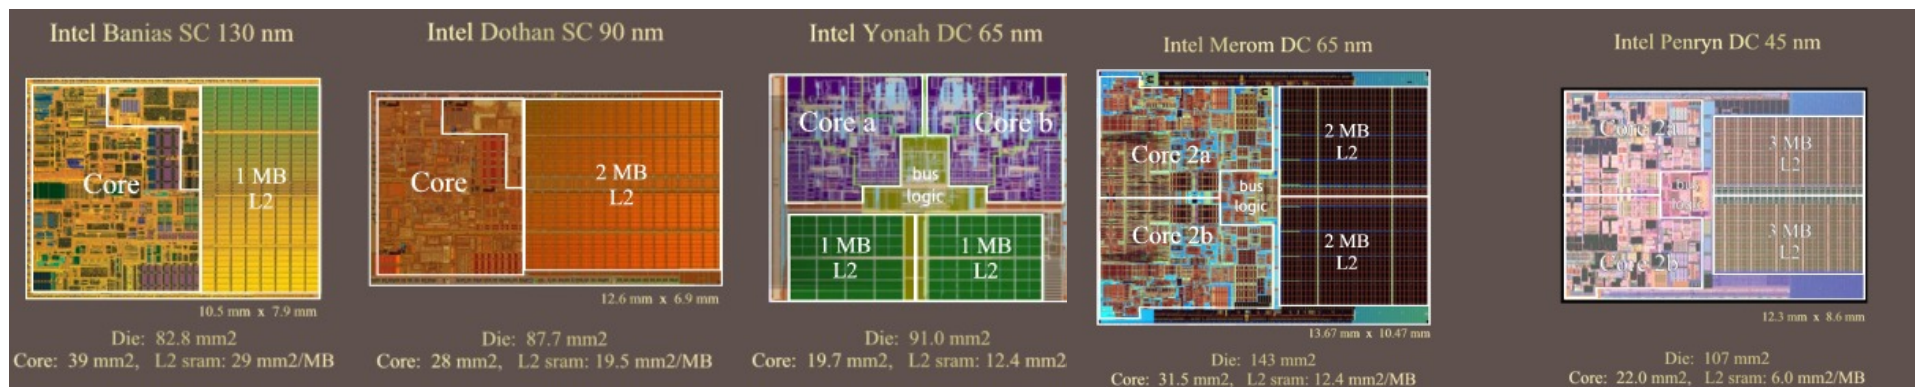 Intel Banias SC 130 nm
Core
1 MB
L2
10.5 mm x 7.9 mm
Die: 82.8 mm2
Core: 39 mm2, L2 sram: 29 mm2/MB
Intel Dothan SC 90 nm
Core
2 MB
L2
12.6 mm x 6.9 mm
Die: 87.7 mm2
Core: 28 mm2, L2 sram: 19.5 mm2/MB
Intel Yonah DC 65 nm
Core a
Core b
bus
logic
1 MB
L2
1 MB
L2
Die: 91.0 mm2
Core: 19.7 mm2, L2 sram: 12.4 mm2
Intel Merom DC 65 nm
Core 2a
2 MB
L2
bus
logic
Core 2b
2 MB
L2
13.67 mm x 10.47 mm
Die: 143 mm2
Core: 31.5 mm2, L2 sram: 12.4 mm2/MB
Intel Penryn DC 45 nm
Core 2a
3 MB
L2
bus
logic
Core 2b
3 MB
L2
12.3 mm x 8.6 mm
Die: 107 mm2
Core: 22.0 mm2, L2 sram: 6.0 mm2/MB